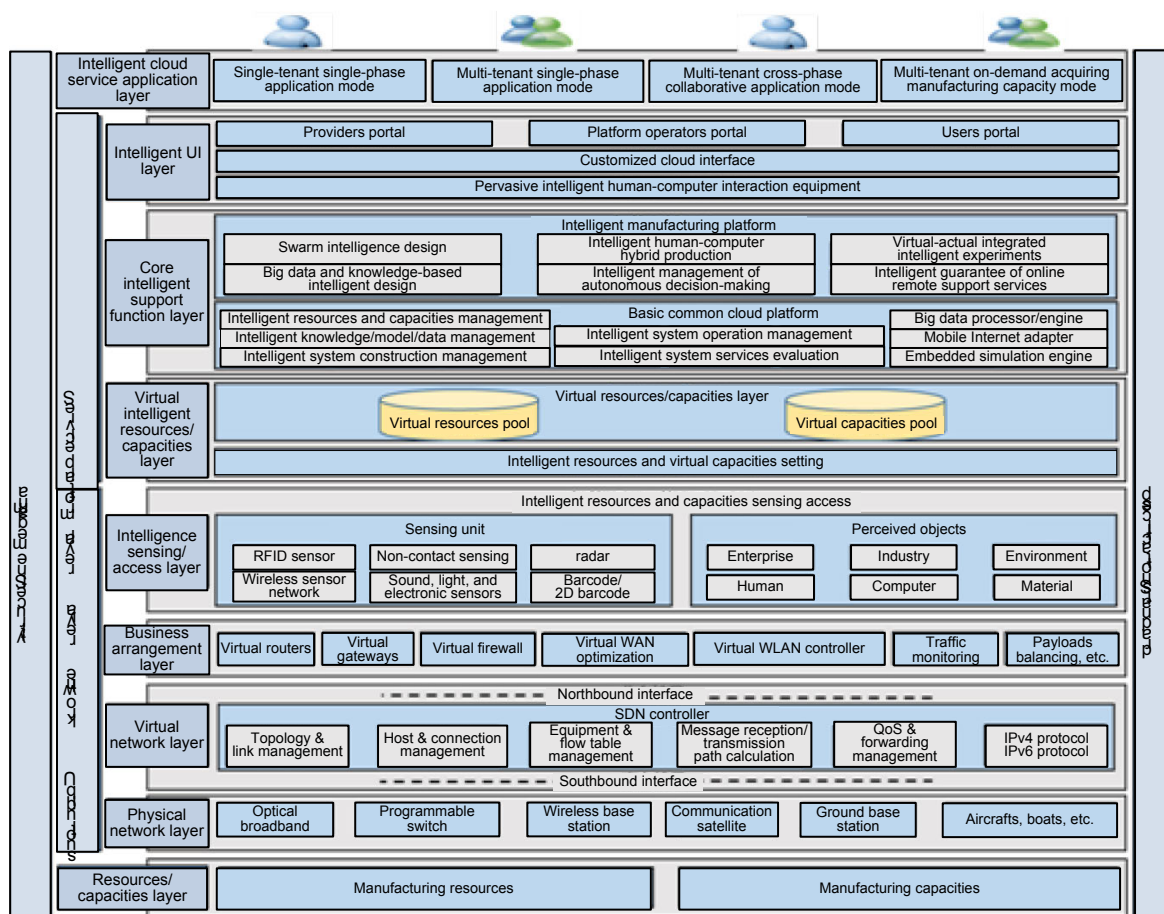 Intelligent cloud
service application
layer
Single-tenant single-phase
application mode
Multi-tenant single-phase
application mode
Multi-tenant cross-phase
collaborative application mode
Multi-tenant on-demand acquiring
manufacturing capacity mode
Intelligent UI
layer
Providers portal
Platform operators portal
Users portal
Customized cloud interface
Pervasive intelligent human-computer interaction equipment
Core
intelligent
support
function layer
Intelligent manufacturing platform
Swarm intelligence design
Intelligent human-computer
hybrid production
Virtual-actual integrated
intelligent experiments
Big data and knowledge-based
intelligent design
Intelligent management of
autonomous decision-making
Intelligent guarantee of online
remote support services
Basic common cloud platform
Intelligent resources and capacities management
Intelligent knowledge/model/data management
Intelligent system construction management
Intelligent system operation management
Intelligent system services evaluation
Big data processor/engine
Mobile Internet adapter
Embedded simulation engine
Virtual
intelligent
resources/
capacities
layer
Virtual resources/capacities layer
Virtual resources pool
Virtual capacities pool
Intelligent resources and virtual capacities setting
Intelligence
sensing/
access layer
Intelligent resources and capacities sensing access
Sensing unit
RFID sensor
Non-contact sensing
radar
Wireless sensor
network
Sound, light, and
electronic sensors
Barcode/
2D barcode
Perceived objects
Enterprise
Industry
Environment
Human
Computer
Material
Business
arrangement
layer
Virtual routers
Virtual
gateways
Virtual firewall
Virtual WAN
optimization
Virtual WLAN controller
Traffic
monitoring
Payloads
balancing, etc.
Virtual
network layer
Northbound interface
SDN controller
Topology &
link management
Host & connection
management
Equipment &
flow table
management
Message reception/
transmission
path calculation
QoS &
forwarding
management
IPv4 protocol
IPv6 protocol
Southbound interface
Physical
network layer
Optical
broadband
Programmable
switch
Wireless base
station
Communication
satellite
Ground base
station
Aircrafts, boats, etc.
Resources/
capacities layer
Manufacturing resources
Manufacturing capacities